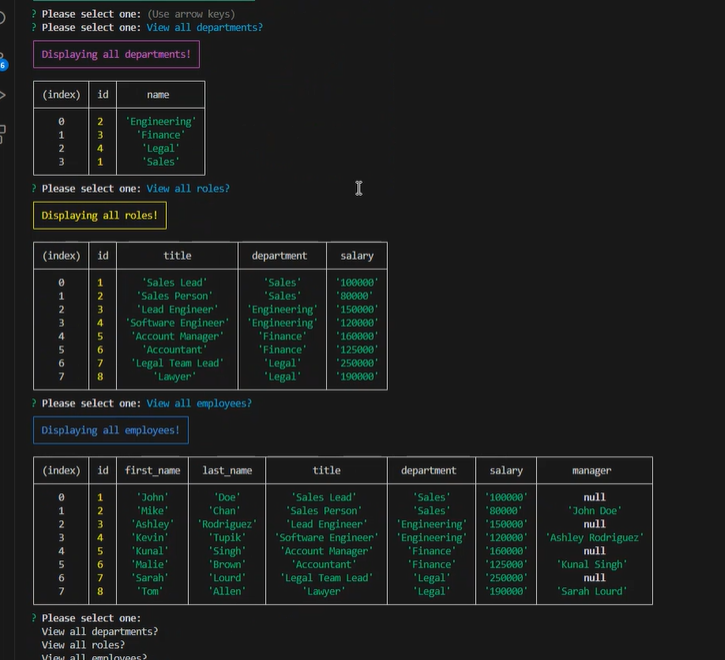 6
? Please select one: (Use arrow keys)
? Please select one: View all departments?
Displaying all departments!
(index) id name
0 2 'Engineering'
1 3 'Finance'
2 4 'Legal'
3 1 'Sales'
? Please select one: View all roles?
Displaying all roles!
(index) id title department salary
0 1 'Sales Lead' 'Sales' '100000'
1 2 'Sales Person' 'Sales' '80000'
2 3 'Lead Engineer' 'Engineering' '150000'
3 4 'Software Engineer' 'Engineering' '120000'
4 5 'Account Manager' 'Finance' '160000'
5 6 'Accountant' 'Finance' '125000'
6 7 'Legal Team Lead' 'Legal' '250000'
7 8 'Lawyer' 'Legal' '190000'
? Please select one: View all employees?
Displaying all employees!
(index) id first_name last_name title department salary manager
0 1 'John' 'Doe' 'Sales Lead' 'Sales' '100000' null
1 2 'Mike' 'Chan' 'Sales Person' 'Sales' '80000' 'John Doe'
2 3 'Ashley' 'Rodriguez' 'Lead Engineer' 'Engineering' '150000' null
3 4 'Kevin' 'Tupik' 'Software Engineer' 'Engineering' '120000' 'Ashley Rodriguez'
4 5 'Kunal' 'Singh' 'Account Manager' 'Finance' '160000' null
5 6 'Malie' 'Brown' 'Accountant' 'Finance' '125000' 'Kunal Singh'
6 7 'Sarah' 'Lourd' 'Legal Team Lead' 'Legal' '250000' null
7 8 'Tom' 'Allen' 'Lawyer' 'Legal' '190000' 'Sarah Lourd'
? Please select one:
View all departments?
View all roles?
View all employees?